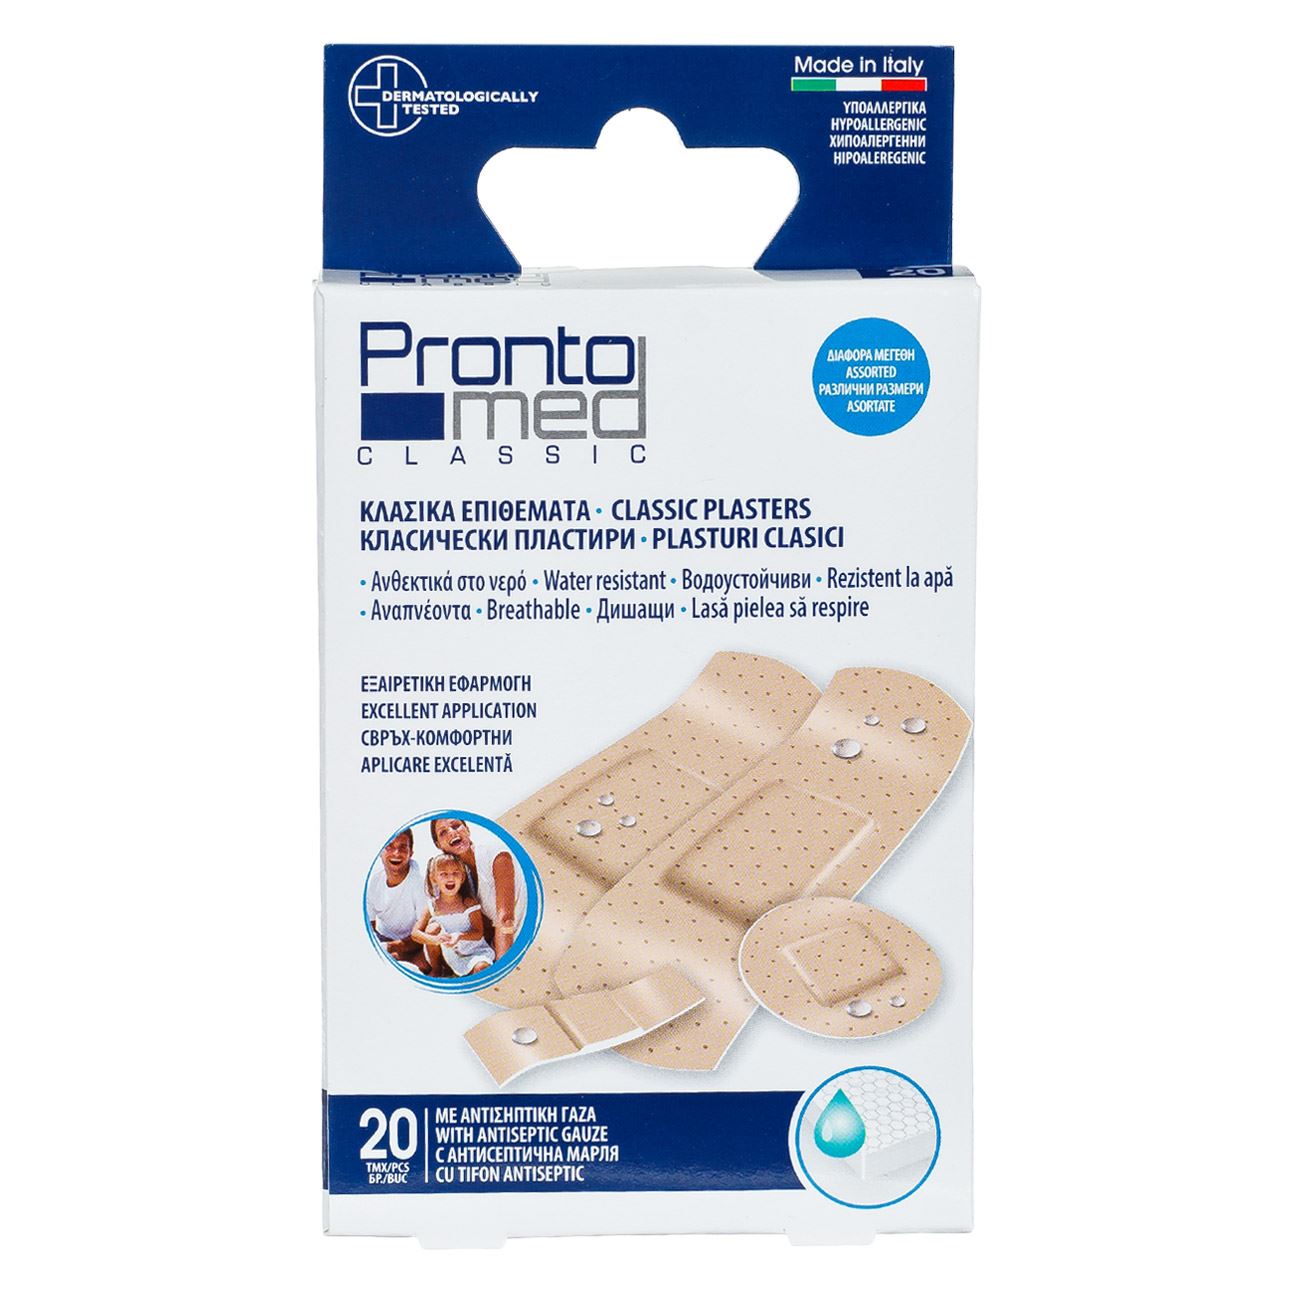 DERMATOLOGICALLY
TESTED
Made in Italy
ΥΠΟΑΛΛΕΡΓΙΚΑ
HYPOALLERGENIC
ХИПОАЛЕРГЕННИ
HIPOALEREGENIC
Pronto
med
CLASSIC
20
Pronto
med
CLASSIC
ΔΙΑΦΟΡΑ ΜΕΓΕΘΗ
ASSORTED
РАЗЛИЧНИ РАЗМЕРИ
ASORTATE
ΚΛΑΣΙΚΑ ΕΠΙΘΕΜΑΤΑ • CLASSIC PLASTERS
КЛАСИЧЕСКИ ПЛАСТИРИ • PLASTURI CLASICI
• Ανθεκτικά στο νερό • Water resistant • Водоустойчиви • Rezistent la apă
• Αναπνέοντα • Breathable • Дишащи • Lasă pielea să respire
ΕΞΑΙΡΕΤΙΚΗ ΕΦΑΡΜΟΓΗ
EXCELLENT APPLICATION
СВРЪХ-КОМФОРТНИ
APLICARE EXCELENTĂ
20
ΤΜΧ/PCS
БР./BUC
ΜΕ ΑΝΤΙΣΗΠΤΙΚΗ ΓΑΖΑ
WITH ANTISEPTIC GAUZE
С АНТИСЕПТИЧНА МАРЛЯ
CU TIFON ANTISEPTIC